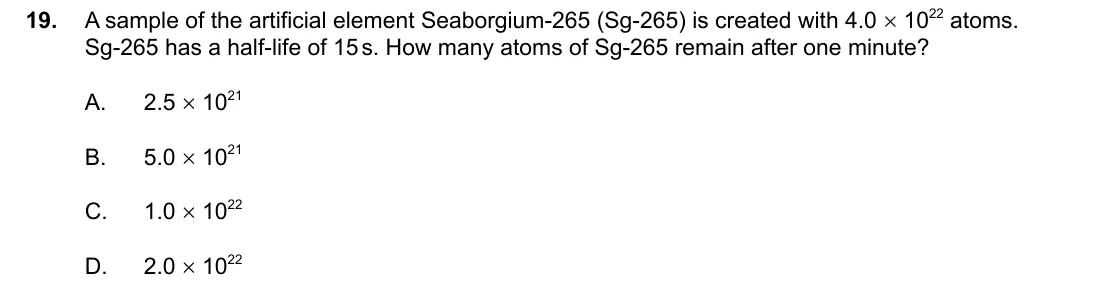 19. A sample of the artificial element Seaborgium-265 (Sg-265) is created with 4.0 × 10²² atoms.
Sg-265 has a half-life of 15 s. How many atoms of Sg-265 remain after one minute?
A. 2.5 × 10²¹
B. 5.0 × 10²¹
C. 1.0 × 10²²
D. 2.0 × 10²²